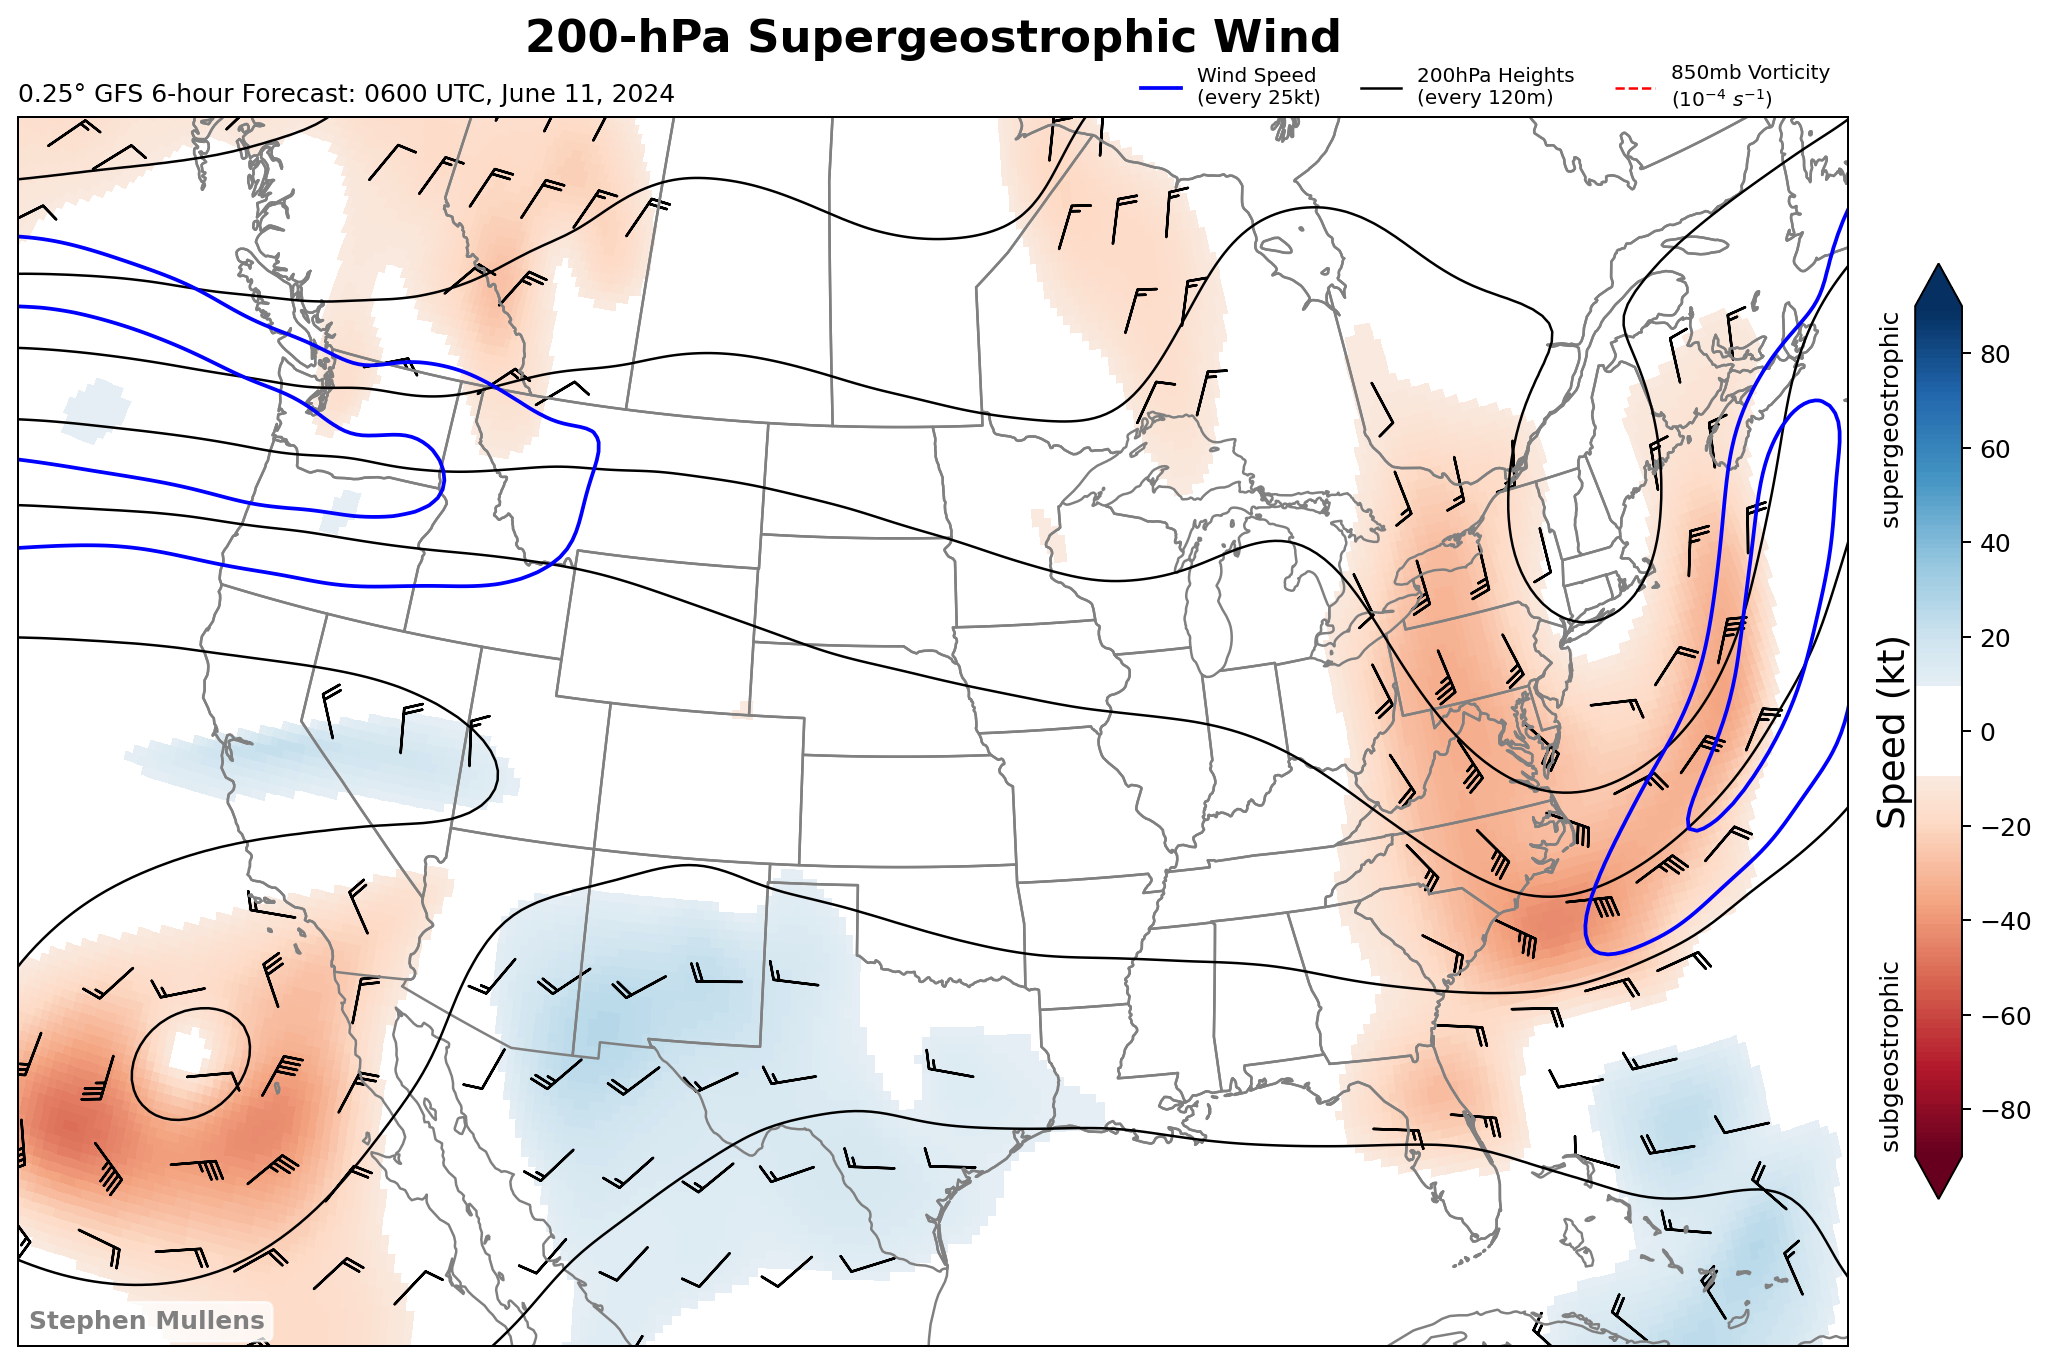 200-hPa Supergeostrophic Wind
0.25° GFS 6-hour Forecast: 0600 UTC, June 11, 2024
Wind Speed
(every 25kt)
200hPa Heights
(every 120m)
850mb Vorticity
(10⁻⁴ s⁻¹)
supergeostrophic
Speed (kt)
subgeostrophic
80
60
40
20
0
−20
−40
−60
−80
Stephen Mullens